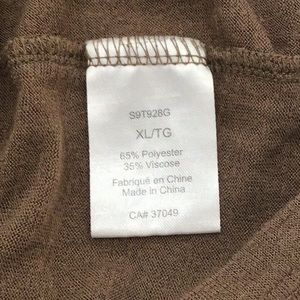 S9T928G
XL/TG
65% Polyester
35% Viscose
Fabriqué en Chine
Made in China
CA# 37049